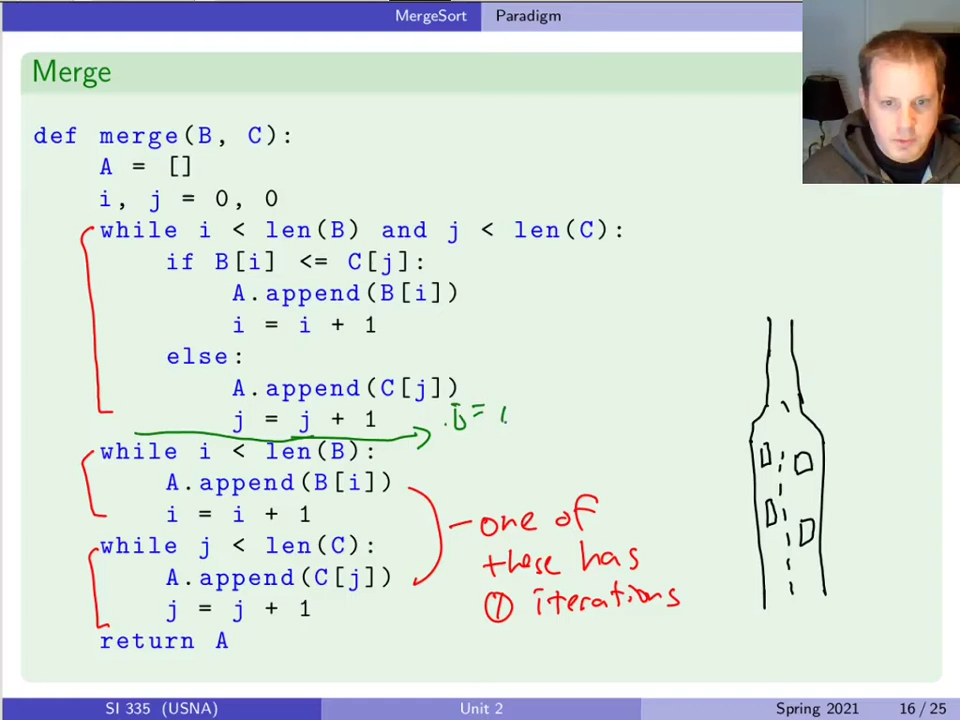 MergeSort Paradigm
Merge
def merge(B, C):
A = []
i, j = 0, 0
while i < len(B) and j < len(C):
if B[i] <= C[j]:
A.append(B[i])
i = i + 1
else:
A.append(C[j])
j = j + 1
while i < len(B):
A.append(B[i])
i = i + 1
while j < len(C):
A.append(C[j])
j = j + 1
return A
one of
these has
iterations
SI 335 (USNA) Unit 2 Spring 2021 16 / 25